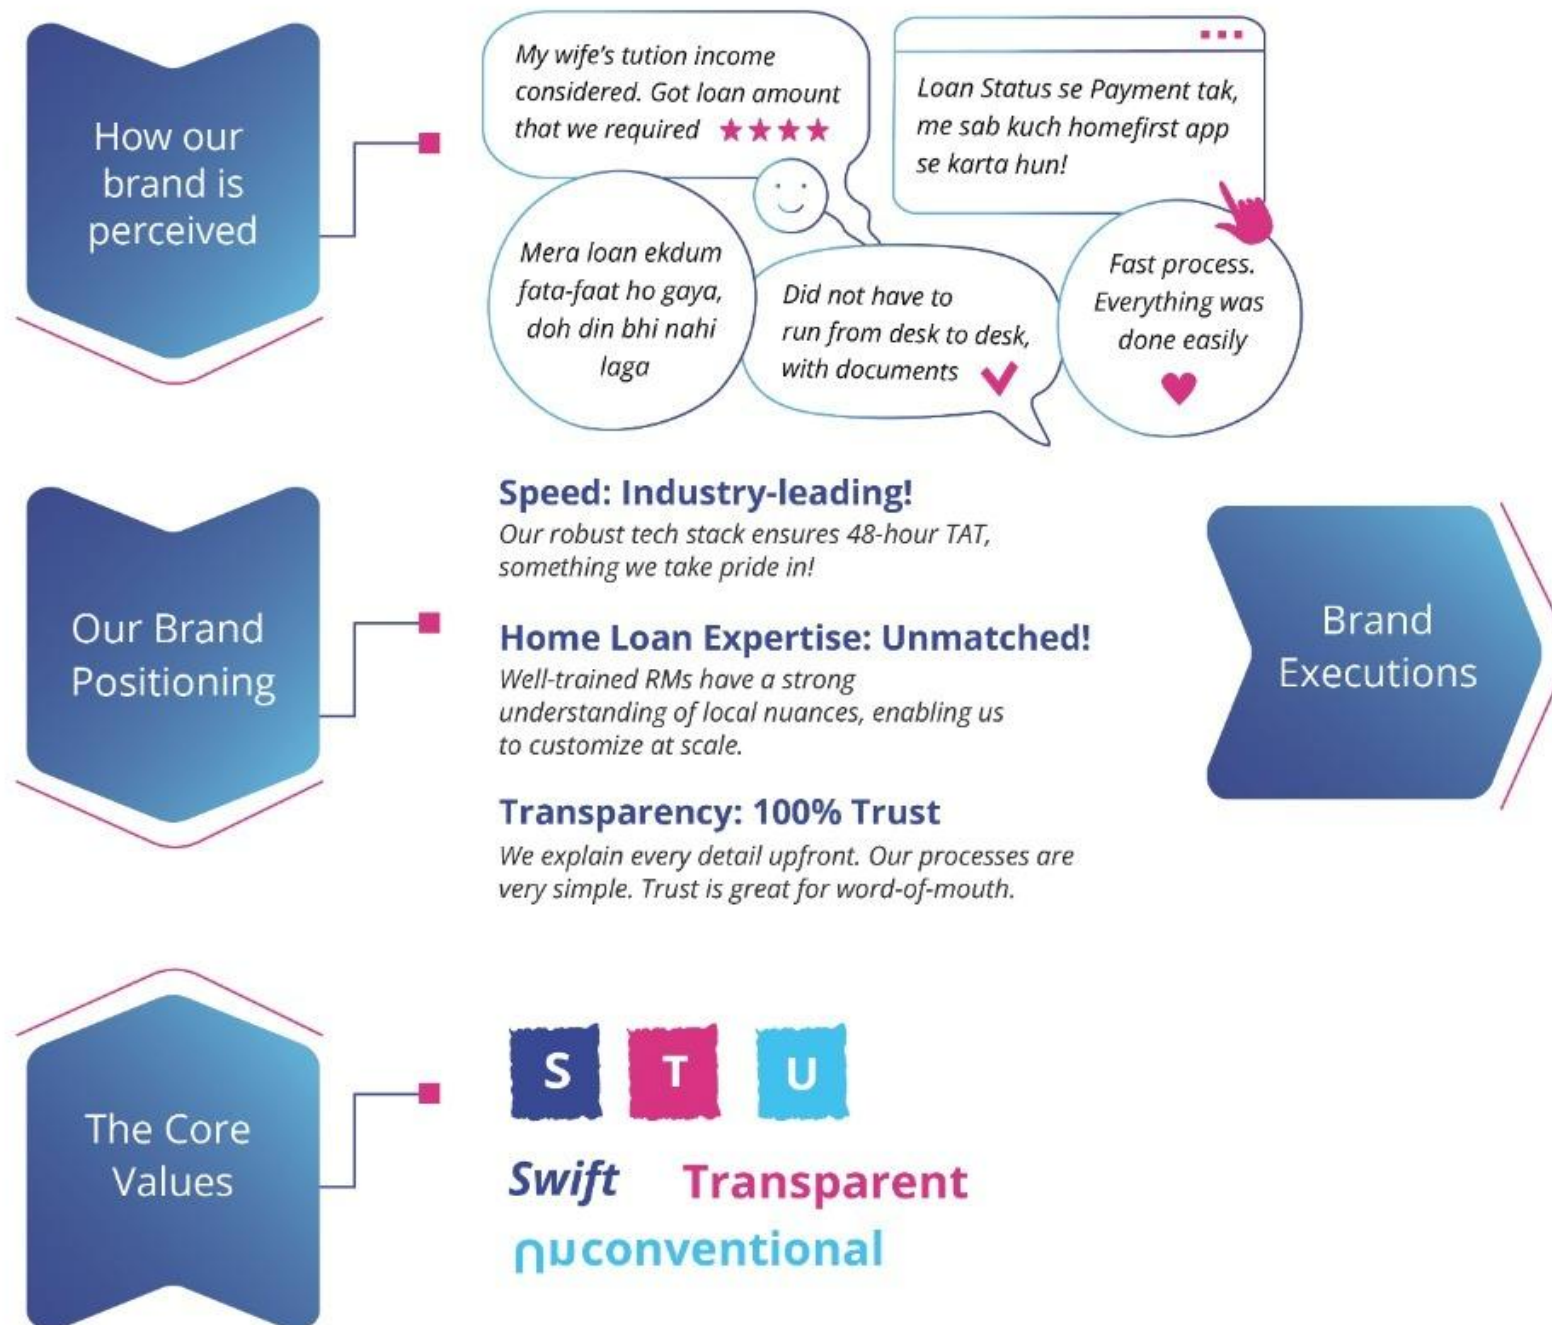 How our
brand is
perceived
My wife's tution income
considered. Got loan amount
that we required
Loan Status se Payment tak,
me sab kuch homefirst app
se karta hun!
Mera loan ekdum
fata-faat ho gaya,
doh din bhi nahi
laga
Did not have to
run from desk to desk,
with documents
Fast process.
Everything was
done easily
Our Brand
Positioning
Speed: Industry-leading!
Our robust tech stack ensures 48-hour TAT,
something we take pride in!
Home Loan Expertise: Unmatched!
Well-trained RMs have a strong
understanding of local nuances, enabling us
to customize at scale.
Transparency: 100% Trust
We explain every detail upfront. Our processes are
very simple. Trust is great for word-of-mouth.
Brand
Executions
The Core
Values
S T U
Swift Transparent
Unconventional